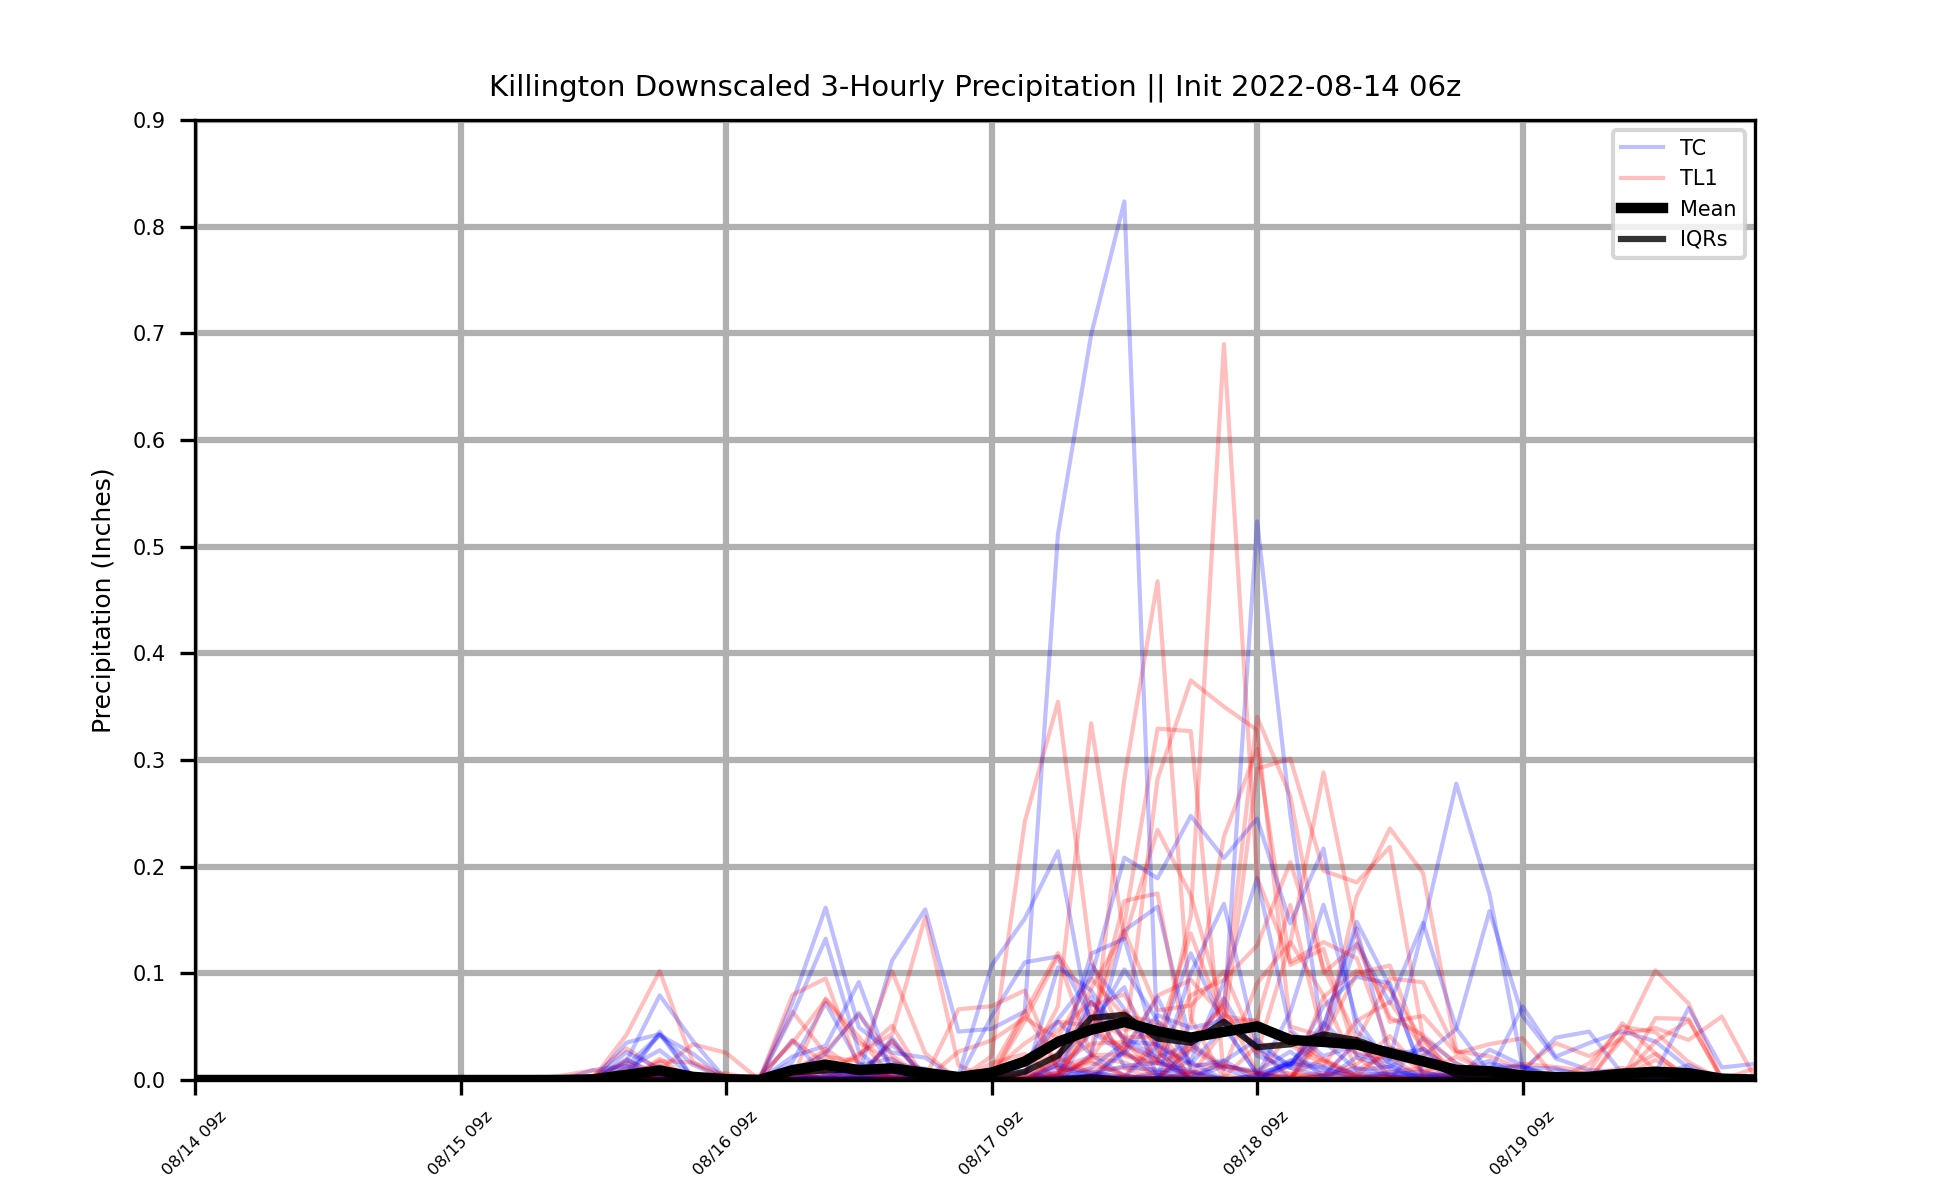 Killington Downscaled 3-Hourly Precipitation || Init 2022-08-14 06z
TC
TL1
Mean
IQRs
Precipitation (Inches)
0.9
0.8
0.7
0.6
0.5
0.4
0.3
0.2
0.1
0.0
08/14 09z
08/15 09z
08/16 09z
08/17 09z
08/18 09z
08/19 09z